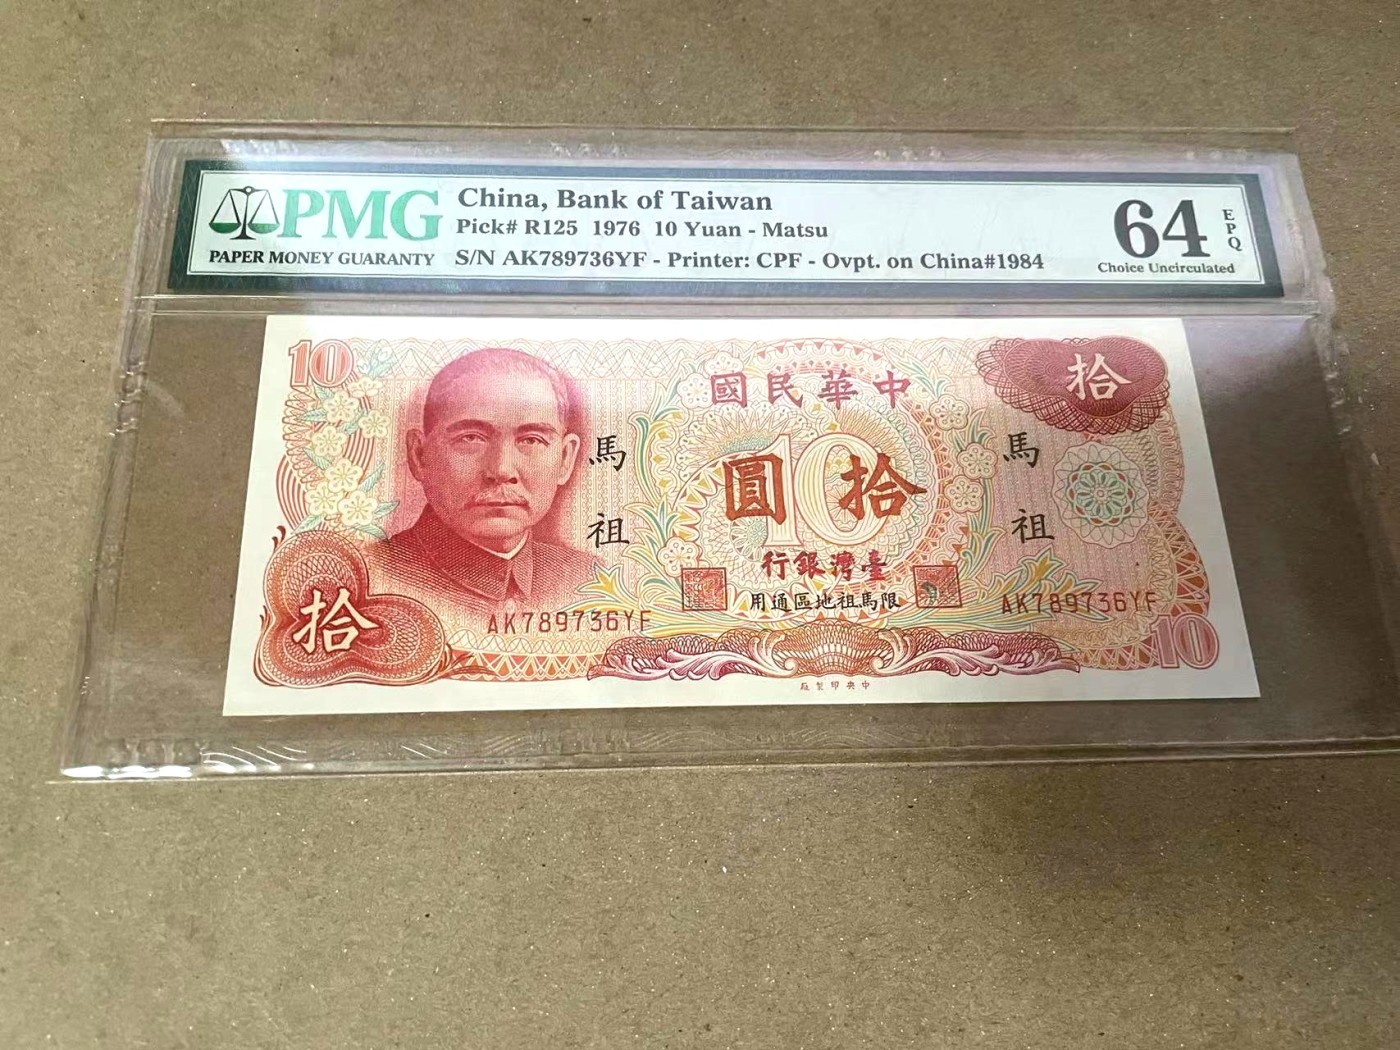 PMG
PAPER MONEY GUARANTY
China, Bank of Taiwan
Pick# R125 1976 10 Yuan - Matsu
S/N AK789736YF - Printer: CPF - Ovpt. on China#1984
64 EPQ
Choice Uncirculated
10
國民華中
拾
馬祖
馬祖
10
圓拾
行銀灣臺
用通區地祖馬限
拾
AK789736YF
AK789736YF
10
廠製印央中